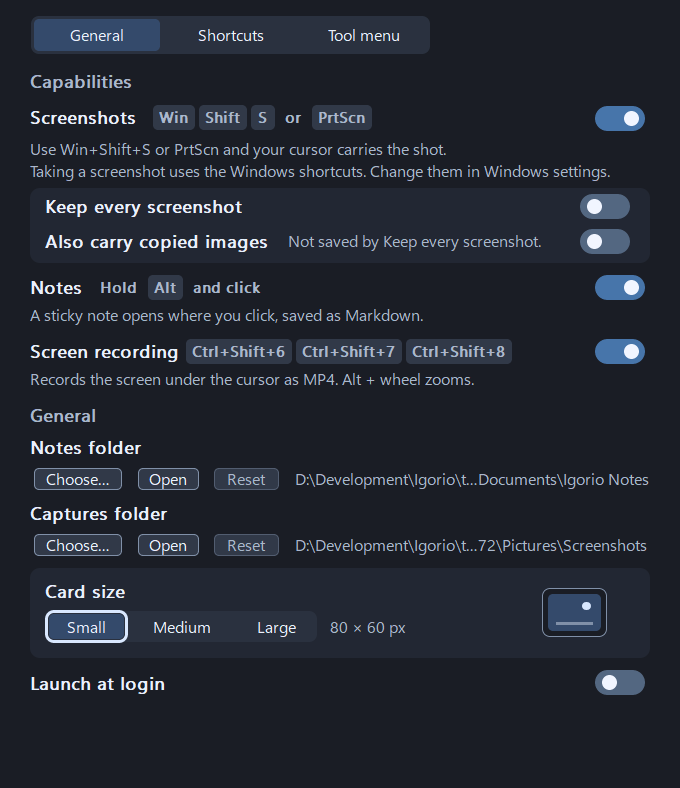 General Shortcuts Tool menu
Capabilities
Screenshots Win Shift S or PrtScn
Use Win+Shift+S or PrtScn and your cursor carries the shot.
Taking a screenshot uses the Windows shortcuts. Change them in Windows settings.
Keep every screenshot
Also carry copied images Not saved by Keep every screenshot.
Notes Hold Alt and click
A sticky note opens where you click, saved as Markdown.
Screen recording Ctrl+Shift+6 Ctrl+Shift+7 Ctrl+Shift+8
Records the screen under the cursor as MP4. Alt + wheel zooms.
General
Notes folder
Choose... Open Reset D:\Development\Igorio\t...Documents\Igorio Notes
Captures folder
Choose... Open Reset D:\Development\Igorio\t...72\Pictures\Screenshots
Card size
Small Medium Large 80 × 60 px
Launch at login